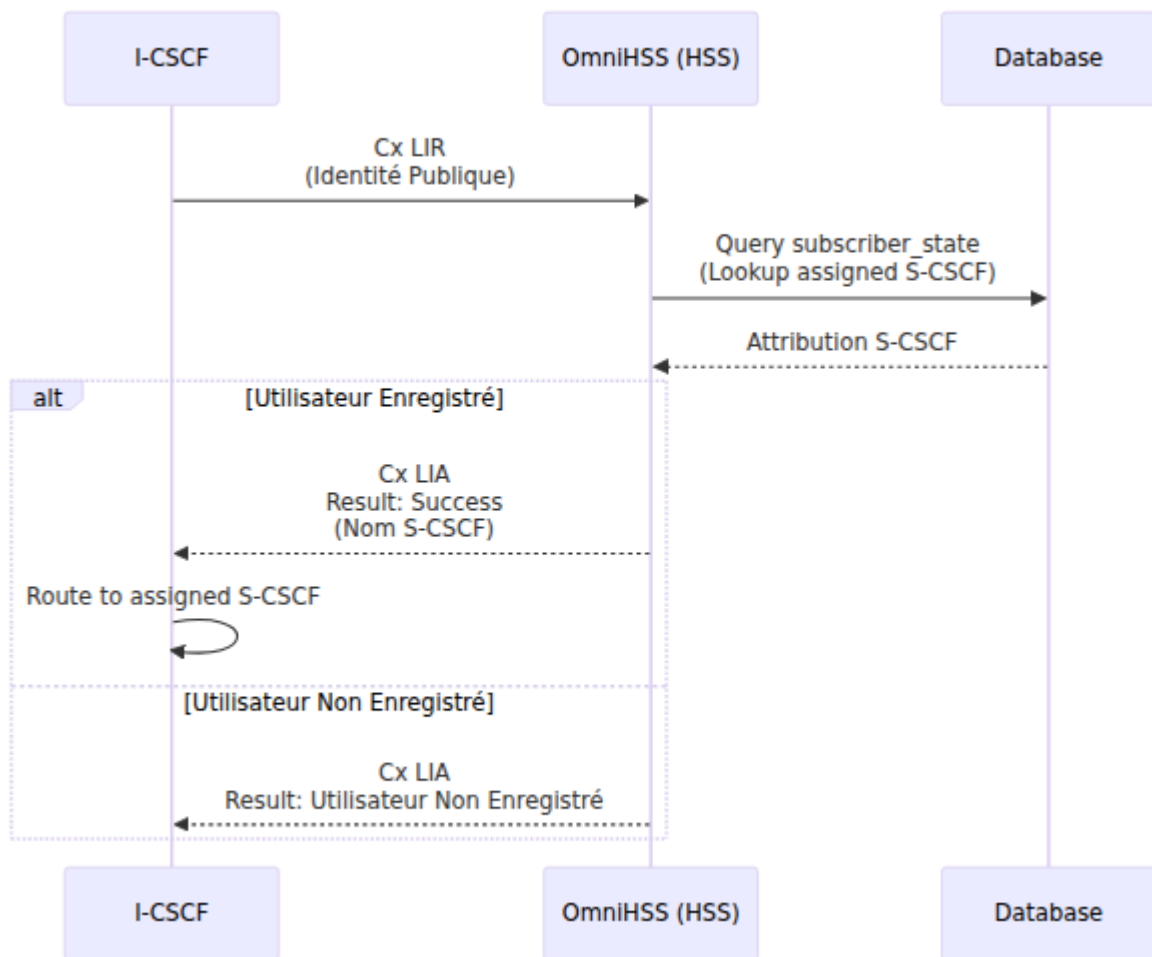 I-CSCF
OmniHSS (HSS)
Database
Cx LIR
(Identité Publique)
Query subscriber_state
(Lookup assigned S-CSCF)
Attribution S-CSCF
alt
[Utilisateur Enregistré]
Cx LIA
Result: Success
(Nom S-CSCF)
Route to assigned S-CSCF
[Utilisateur Non Enregistré]
Cx LIA
Result: Utilisateur Non Enregistré
I-CSCF
OmniHSS (HSS)
Database